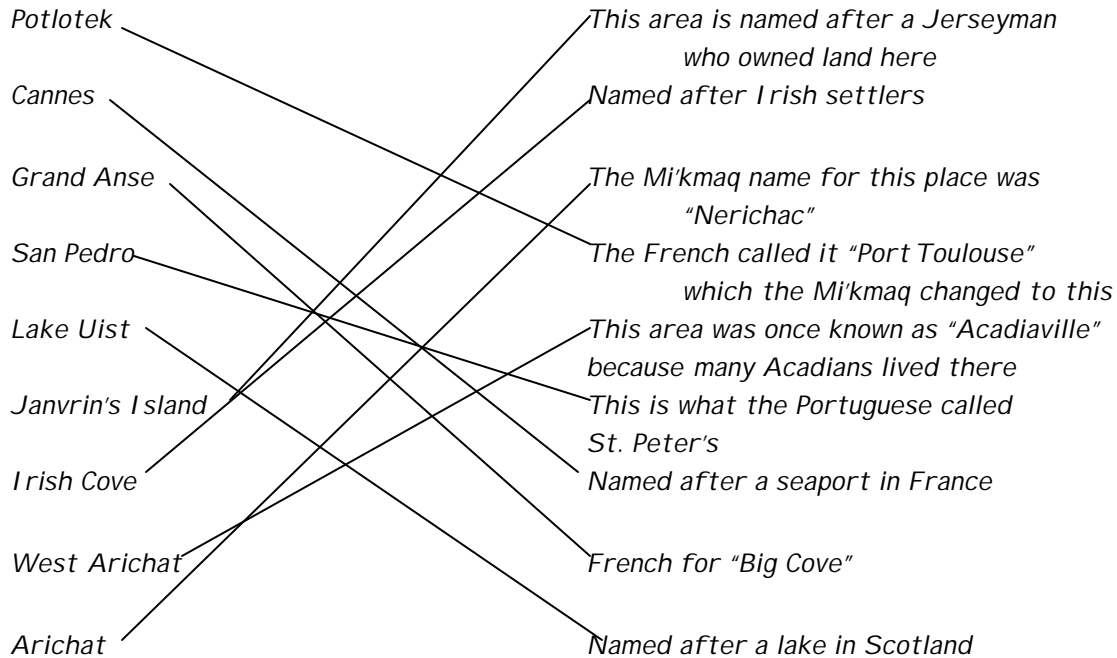 Potlotek
This area is named after a Jerseyman
who owned land here
Cannes
Named after Irish settlers
Grand Anse
The Mi'kmaq name for this place was
"Nerichac"
San Pedro
The French called it "Port Toulouse"
which the Mi'kmaq changed to this
Lake Uist
This area was once known as "Acadiaville"
because many Acadians lived there
Janvrin's Island
This is what the Portuguese called
St. Peter's
Irish Cove
Named after a seaport in France
West Arichat
French for "Big Cove"
Arichat
Named after a lake in Scotland